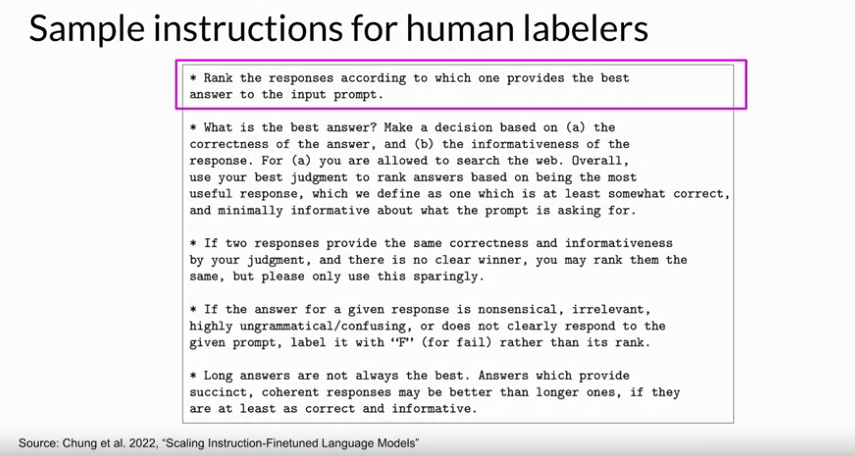 Sample instructions for human labelers
* Rank the responses according to which one provides the best
answer to the input prompt.
* What is the best answer? Make a decision based on (a) the
correctness of the answer, and (b) the informativeness of the
response. For (a) you are allowed to search the web. Overall,
use your best judgment to rank answers based on being the most
useful response, which we define as one which is at least somewhat correct,
and minimally informative about what the prompt is asking for.
* If two responses provide the same correctness and informativeness
by your judgment, and there is no clear winner, you may rank them the
same, but please only use this sparingly.
* If the answer for a given response is nonsensical, irrelevant,
highly ungrammatical/confusing, or does not clearly respond to the
given prompt, label it with “F” (for fail) rather than its rank.
* Long answers are not always the best. Answers which provide
succinct, coherent responses may be better than longer ones, if they
are at least as correct and informative.
Source: Chung et al. 2022, “Scaling Instruction-Finetuned Language Models”